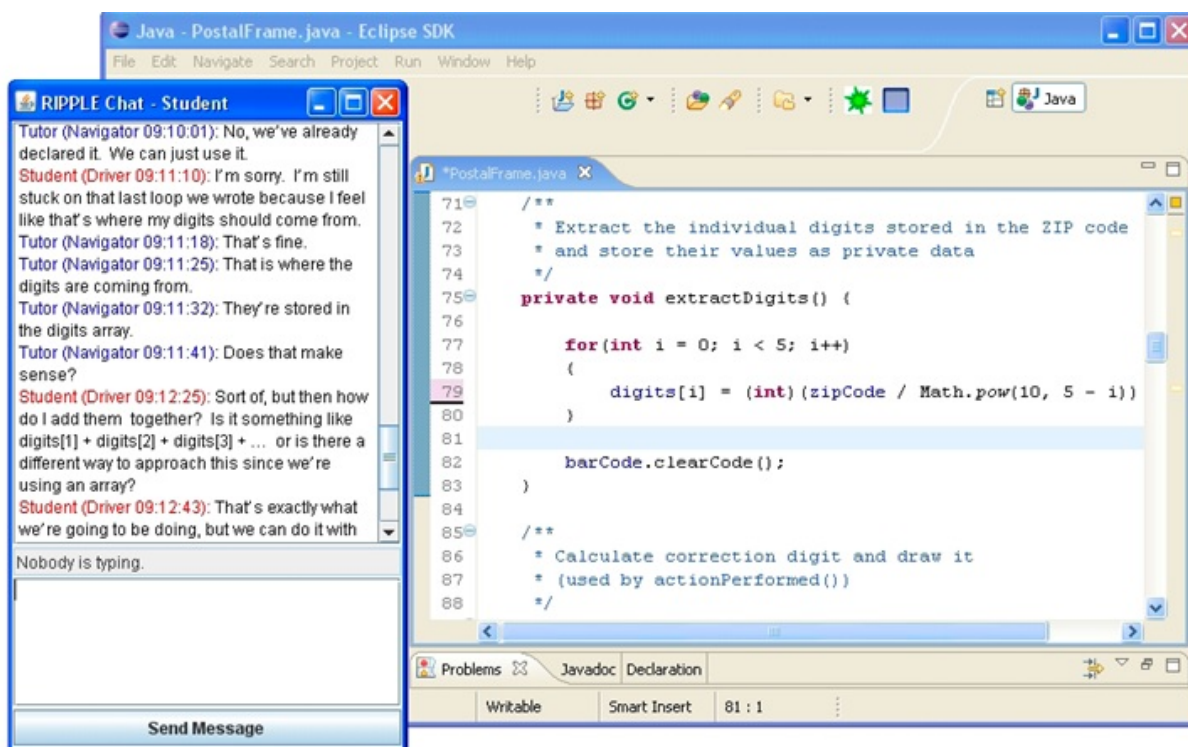 Java - PostalFrame.java - Eclipse SDK
File Edit Navigate Search Project Run Window Help
Java
RIPPLE Chat - Student
Tutor (Navigator 09:10:01): No, we've already
declared it. We can just use it.
Student (Driver 09:11:10): I'm sorry. I'm still
stuck on that last loop we wrote because I feel
like that's where my digits should come from.
Tutor (Navigator 09:11:18): That's fine.
Tutor (Navigator 09:11:25): That is where the
digits are coming from.
Tutor (Navigator 09:11:32): They're stored in
the digits array.
Tutor (Navigator 09:11:41): Does that make
sense?
Student (Driver 09:12:25): Sort of, but then how
do I add them together? Is it something like
digits[1] + digits[2] + digits[3] + ... or is there a
different way to approach this since we're
using an array?
Student (Driver 09:12:43): That's exactly what
we're going to be doing, but we can do it with
Nobody is typing.
Send Message
*PostalFrame.java
71 /**
72 * Extract the individual digits stored in the ZIP code
73 * and store their values as private data
74 */
75 private void extractDigits() {
76
77 for(int i = 0; i < 5; i++)
78 {
79 digits[i] = (int)(zipCode / Math.pow(10, 5 - i))
80 }
81
82 barCode.clearCode();
83 }
84
85 /**
86 * Calculate correction digit and draw it
87 * (used by actionPerformed())
88 */
Problems Javadoc Declaration
Writable Smart Insert 81 : 1